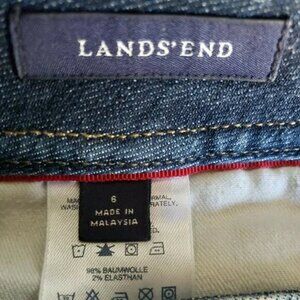 LANDS'END
6
MADE IN
MALAYSIA
98% BAUMWOLLE
2% ELASTHAN